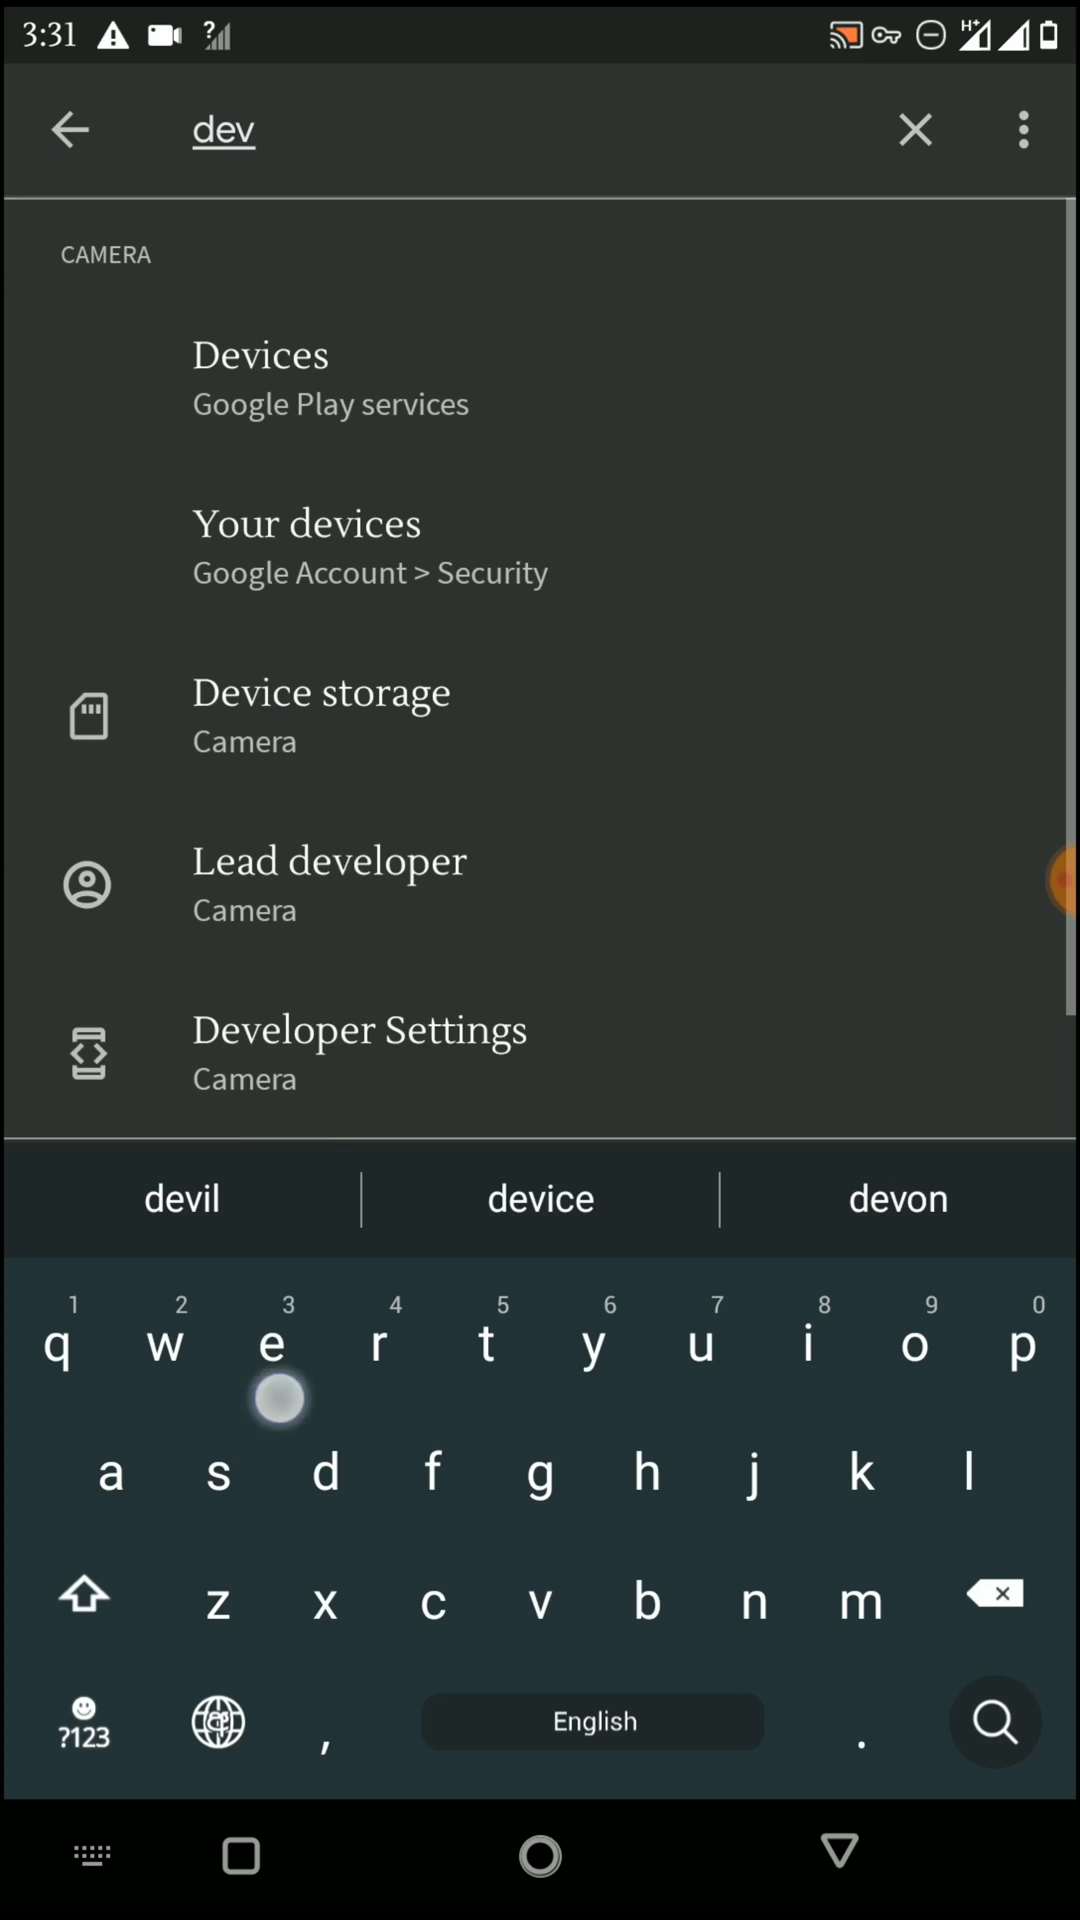 3:31
H+
dev
CAMERA
Devices
Google Play services
Your devices
Google Account > Security
Device storage
Camera
Lead developer
Camera
Developer Settings
Camera
devil device devon
1 2 3 4 5 6 7 8 9 0
q w e r t y u i o p
a s d f g h j k l
z x c v b n m
?123 , English .